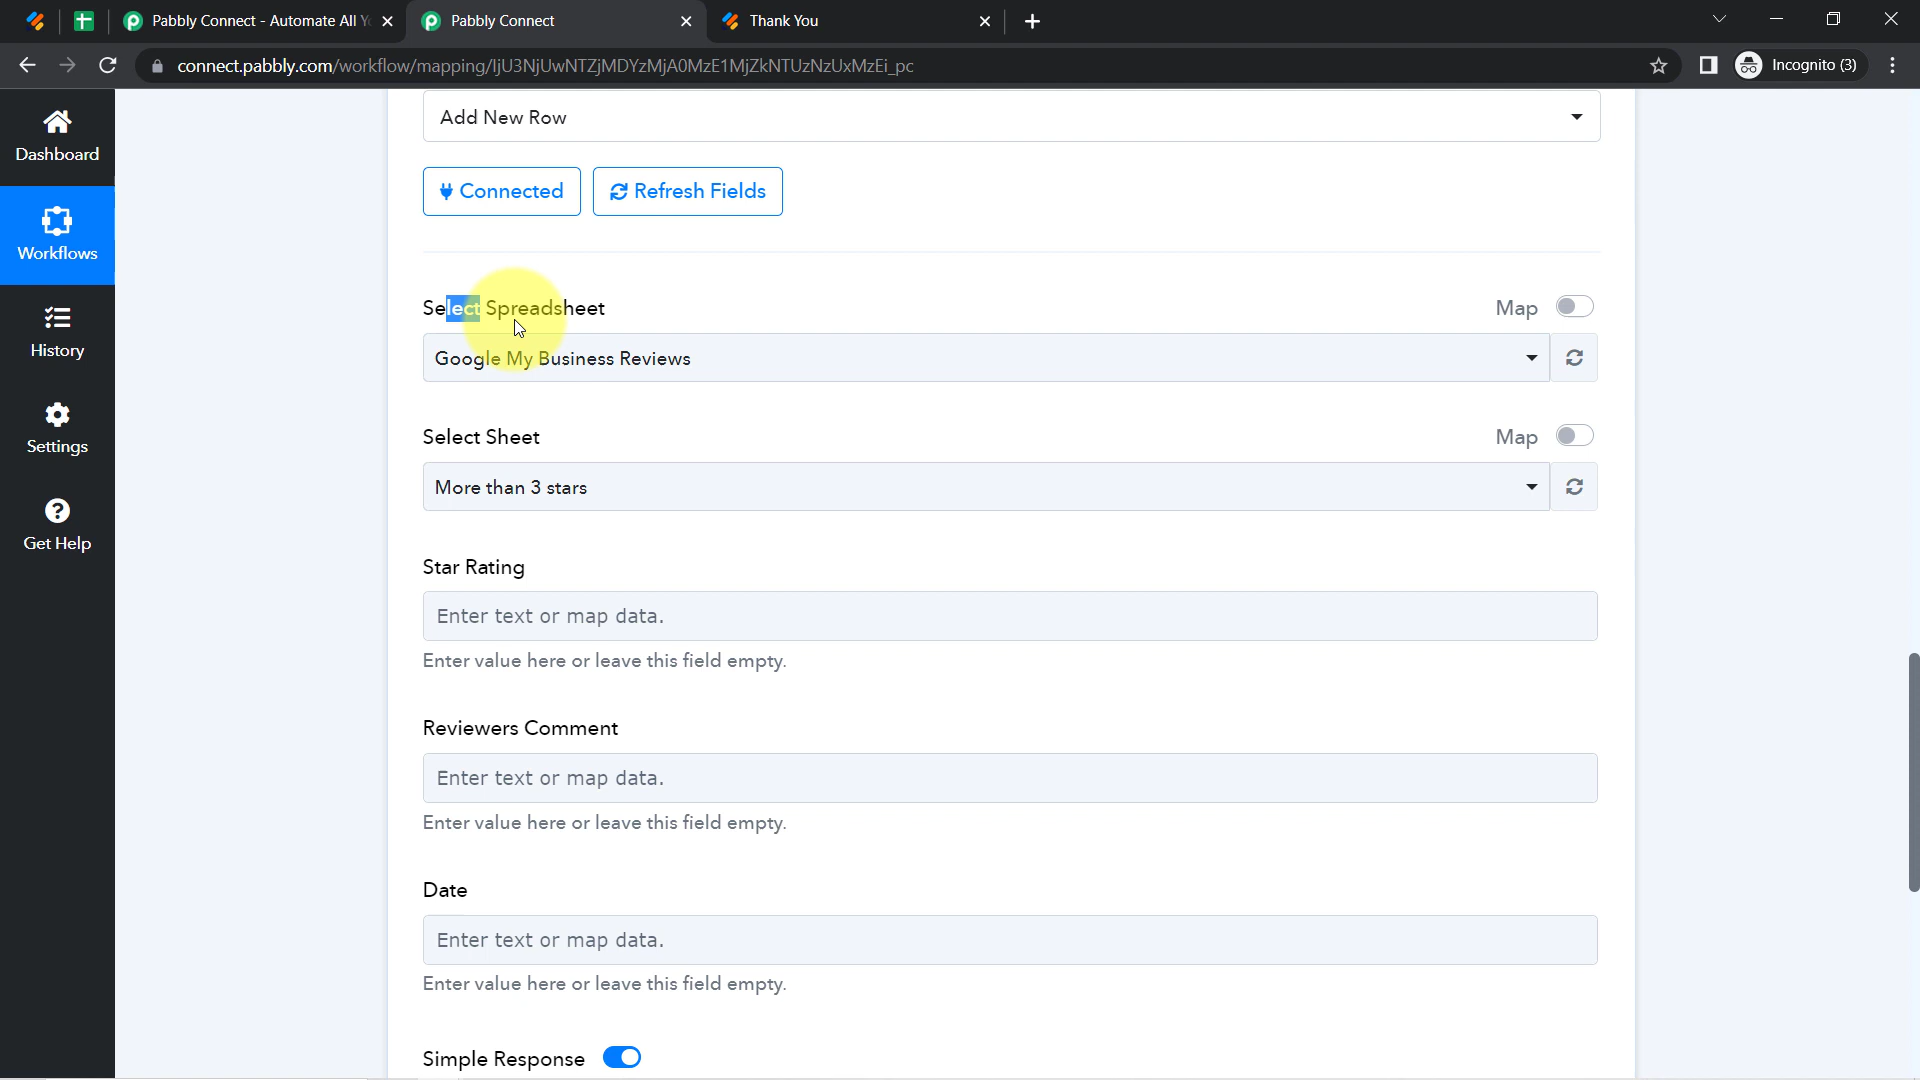 Pabbly Connect - Automate All Y
Pabbly Connect
Thank You
connect.pabbly.com/workflow/mapping/IjU3NjUwNTZjMDYzMjA0MzE1MjZkNTUzNzUxMzEi_pc
Incognito (3)
Dashboard
Workflows
History
Settings
Get Help
Add New Row
Connected
Refresh Fields
Select Spreadsheet
Map
Google My Business Reviews
Select Sheet
Map
More than 3 stars
Star Rating
Enter text or map data.
Enter value here or leave this field empty.
Reviewers Comment
Enter text or map data.
Enter value here or leave this field empty.
Date
Enter text or map data.
Enter value here or leave this field empty.
Simple Response